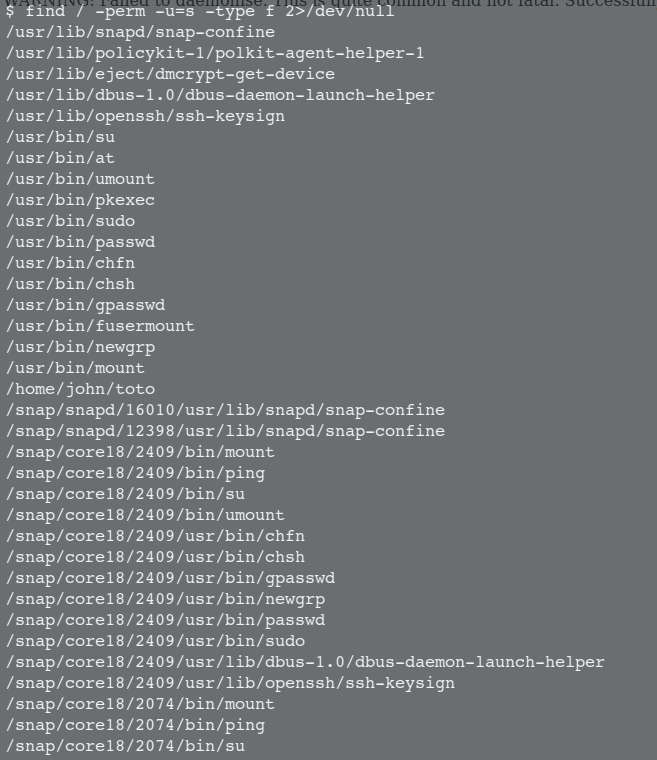 WARNING: Failed to daemonise. This is quite common and not fatal. Successfull
$ find / -perm -u=s -type f 2>/dev/null
/usr/lib/snapd/snap-confine
/usr/lib/policykit-1/polkit-agent-helper-1
/usr/lib/eject/dmcrypt-get-device
/usr/lib/dbus-1.0/dbus-daemon-launch-helper
/usr/lib/openssh/ssh-keysign
/usr/bin/su
/usr/bin/at
/usr/bin/umount
/usr/bin/pkexec
/usr/bin/sudo
/usr/bin/passwd
/usr/bin/chfn
/usr/bin/chsh
/usr/bin/gpasswd
/usr/bin/fusermount
/usr/bin/newgrp
/usr/bin/mount
/home/john/toto
/snap/snapd/16010/usr/lib/snapd/snap-confine
/snap/snapd/12398/usr/lib/snapd/snap-confine
/snap/core18/2409/bin/mount
/snap/core18/2409/bin/ping
/snap/core18/2409/bin/su
/snap/core18/2409/bin/umount
/snap/core18/2409/usr/bin/chfn
/snap/core18/2409/usr/bin/chsh
/snap/core18/2409/usr/bin/gpasswd
/snap/core18/2409/usr/bin/newgrp
/snap/core18/2409/usr/bin/passwd
/snap/core18/2409/usr/bin/sudo
/snap/core18/2409/usr/lib/dbus-1.0/dbus-daemon-launch-helper
/snap/core18/2409/usr/lib/openssh/ssh-keysign
/snap/core18/2074/bin/mount
/snap/core18/2074/bin/ping
/snap/core18/2074/bin/su